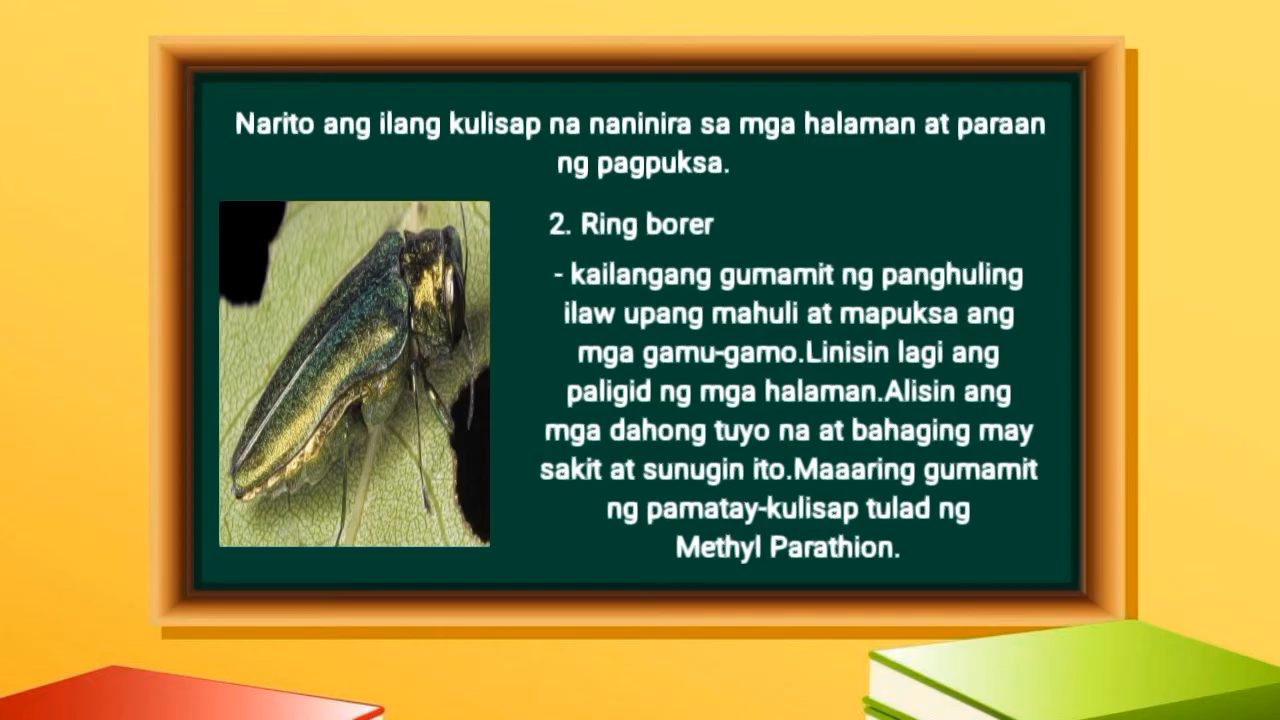 Narito ang ilang kulisap na naninira sa mga halaman at paraan
ng pagpuksa.
2. Ring borer
- kailangang gumamit ng panghuling
ilaw upang mahuli at mapuksa ang
mga gamu-gamo.Linisin lagi ang
paligid ng mga halaman.Alisin ang
mga dahong tuyo na at bahaging may
sakit at sunugin ito.Maaaring gumamit
ng pamatay-kulisap tulad ng
Methyl Parathion.